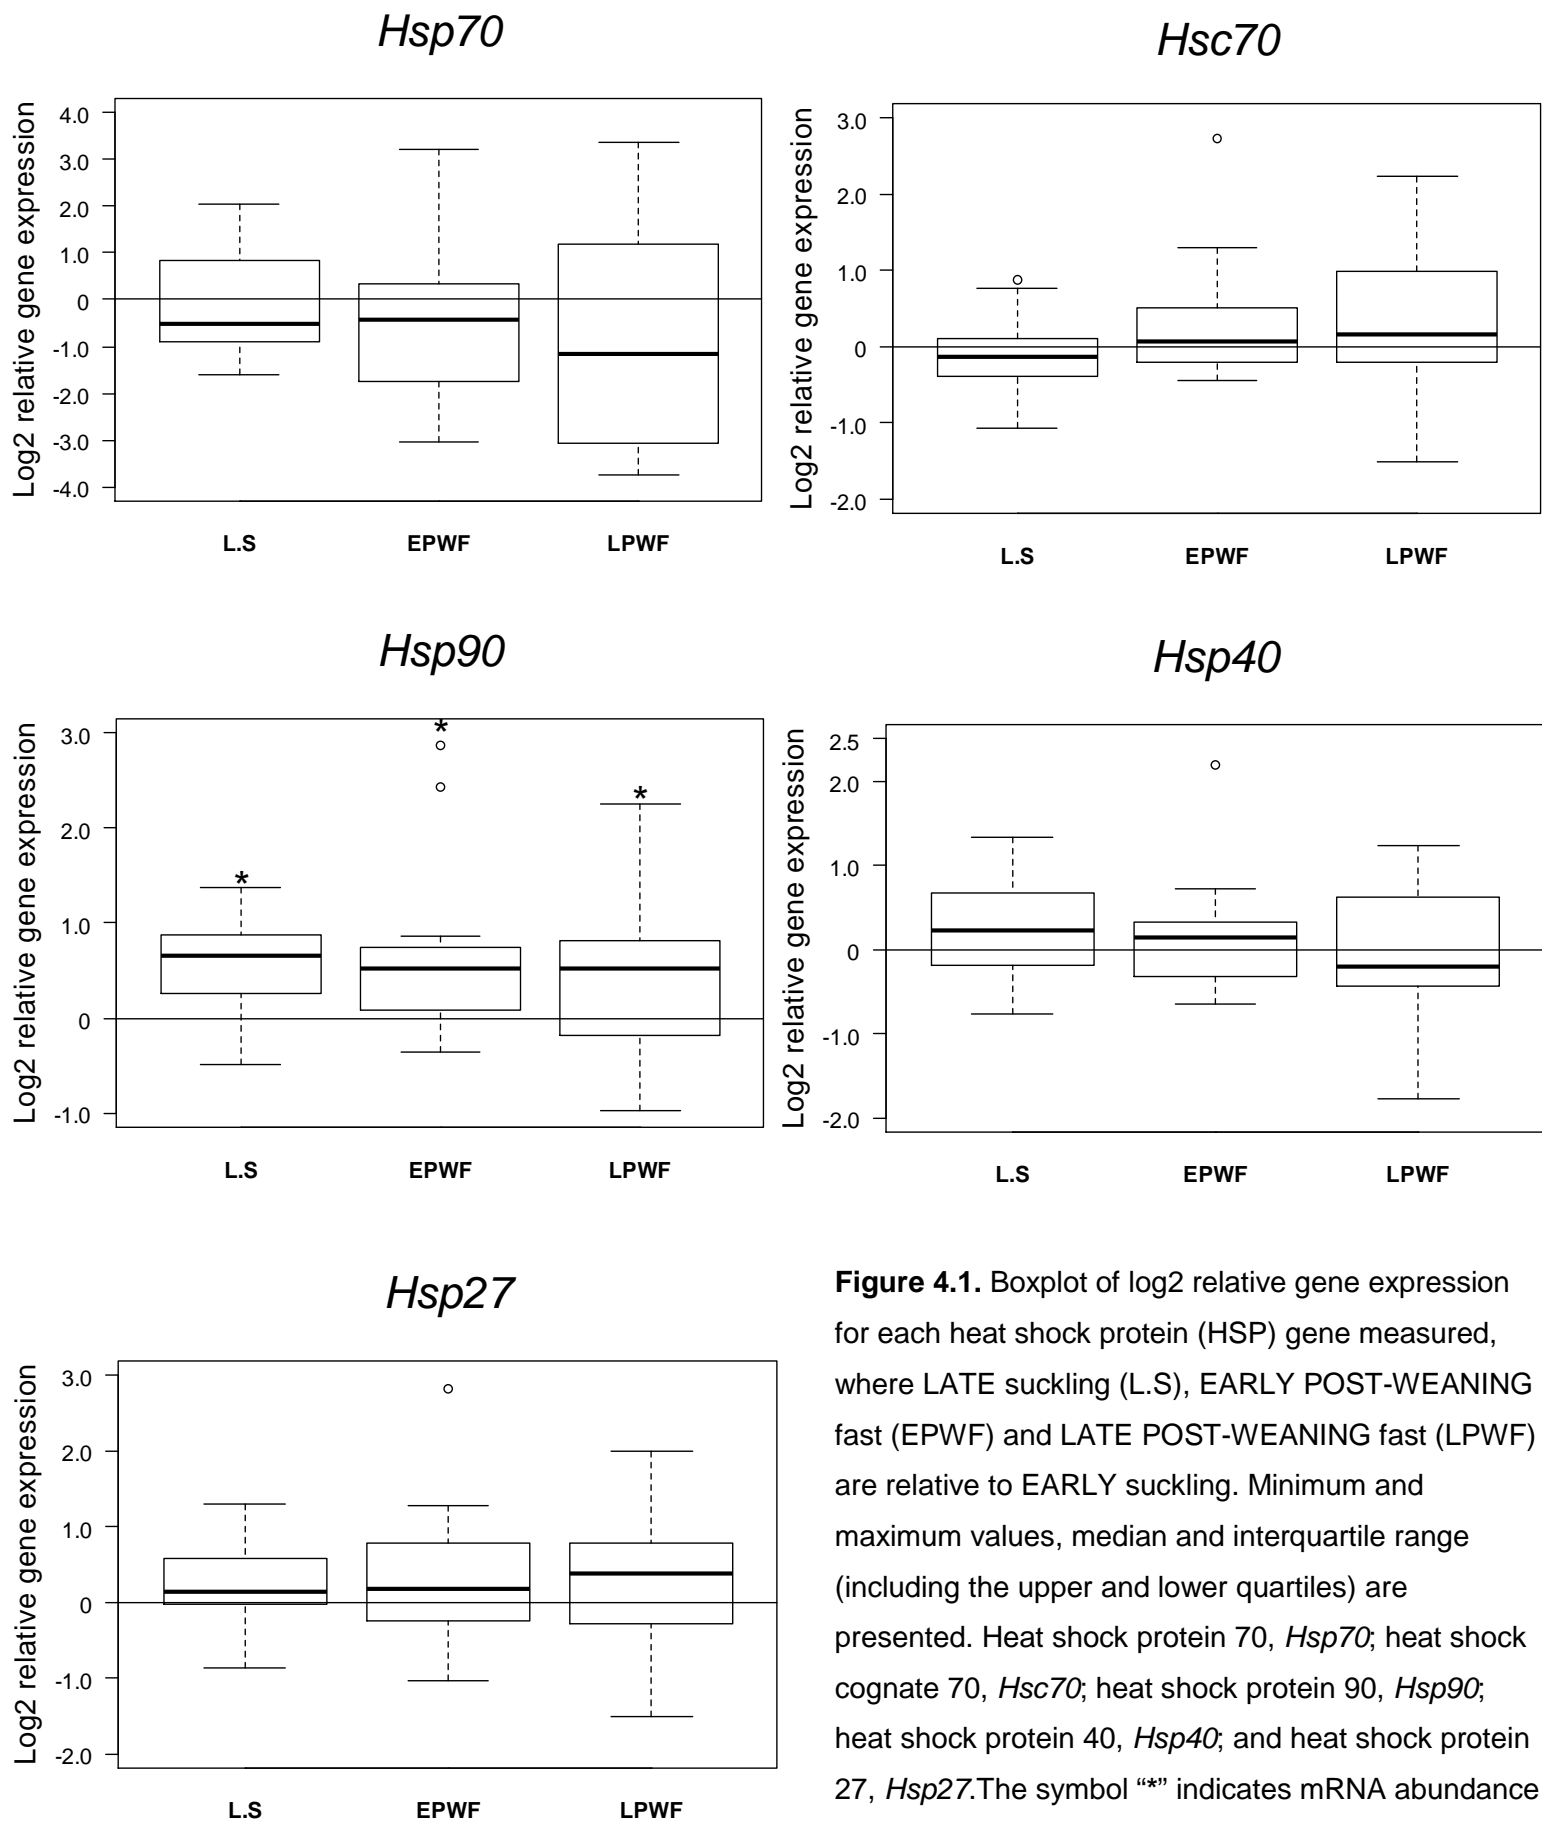 Hsp70
Log2 relative gene expression
4.0
3.0
2.0
1.0
0
-1.0
-2.0
-3.0
-4.0
L.S EPWF LPWF
Hsc70
Log2 relative gene expression
3.0
2.0
1.0
0
-1.0
-2.0
L.S EPWF LPWF
Hsp90
Log2 relative gene expression
3.0
2.0
1.0
0
-1.0
* * *
L.S EPWF LPWF
Hsp40
Log2 relative gene expression
2.5
2.0
1.0
0
-1.0
-2.0
L.S EPWF LPWF
Hsp27
Log2 relative gene expression
3.0
2.0
1.0
0
-1.0
-2.0
L.S EPWF LPWF
Figure 4.1. Boxplot of log2 relative gene expression
for each heat shock protein (HSP) gene measured,
where LATE suckling (L.S), EARLY POST-WEANING
fast (EPWF) and LATE POST-WEANING fast (LPWF)
are relative to EARLY suckling. Minimum and
maximum values, median and interquartile range
(including the upper and lower quartiles) are
presented. Heat shock protein 70, Hsp70; heat shock
cognate 70, Hsc70; heat shock protein 90, Hsp90;
heat shock protein 40, Hsp40; and heat shock protein
27, Hsp27.The symbol “*” indicates mRNA abundance